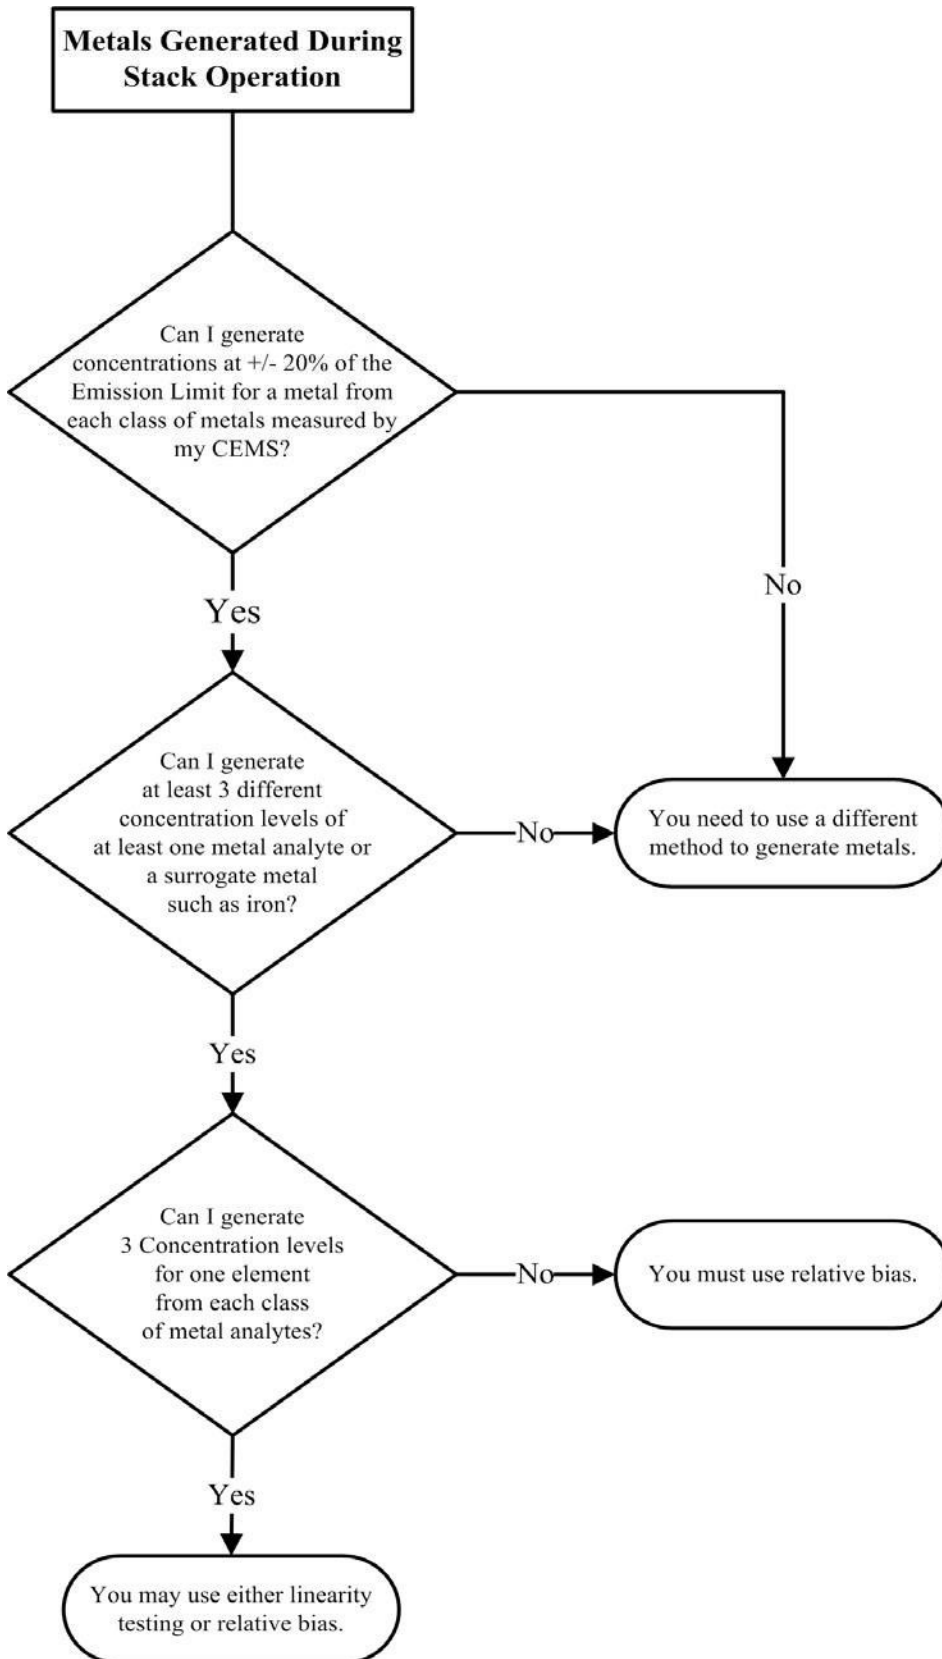 Metals Generated During
Stack Operation
Can I generate
concentrations at +/- 20% of the
Emission Limit for a metal from
each class of metals measured by
my CEMS?
No
Yes
Can I generate
at least 3 different
concentration levels of
at least one metal analyte or
a surrogate metal
such as iron?
No
You need to use a different
method to generate metals.
Yes
Can I generate
3 Concentration levels
for one element
from each class
of metal analytes?
No
You must use relative bias.
Yes
You may use either linearity
testing or relative bias.